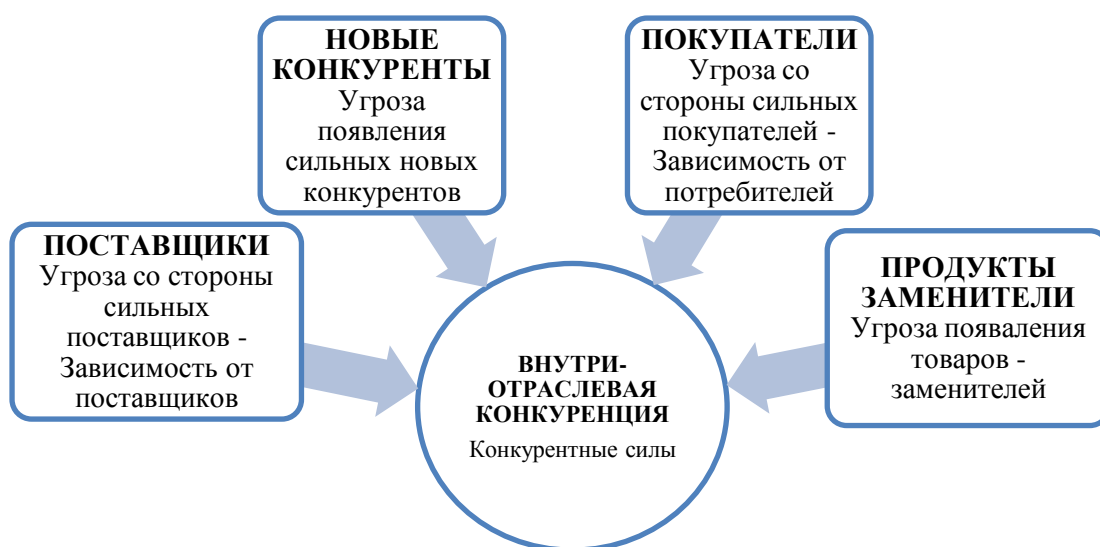 НОВЫЕ
КОНКУРЕНТЫ
Угроза
появления
сильных новых
конкурентов
ПОКУПАТЕЛИ
Угроза со
стороны сильных
покупателей -
Зависимость от
потребителей
ПОСТАВЩИКИ
Угроза со стороны
сильных
поставщиков -
Зависимость от
поставщиков
ПРОДУКТЫ
ЗАМЕНИТЕЛИ
Угроза появаления
товаров -
заменителей
ВНУТРИ-
ОТРАСЛЕВАЯ
КОНКУРЕНЦИЯ
Конкурентные силы